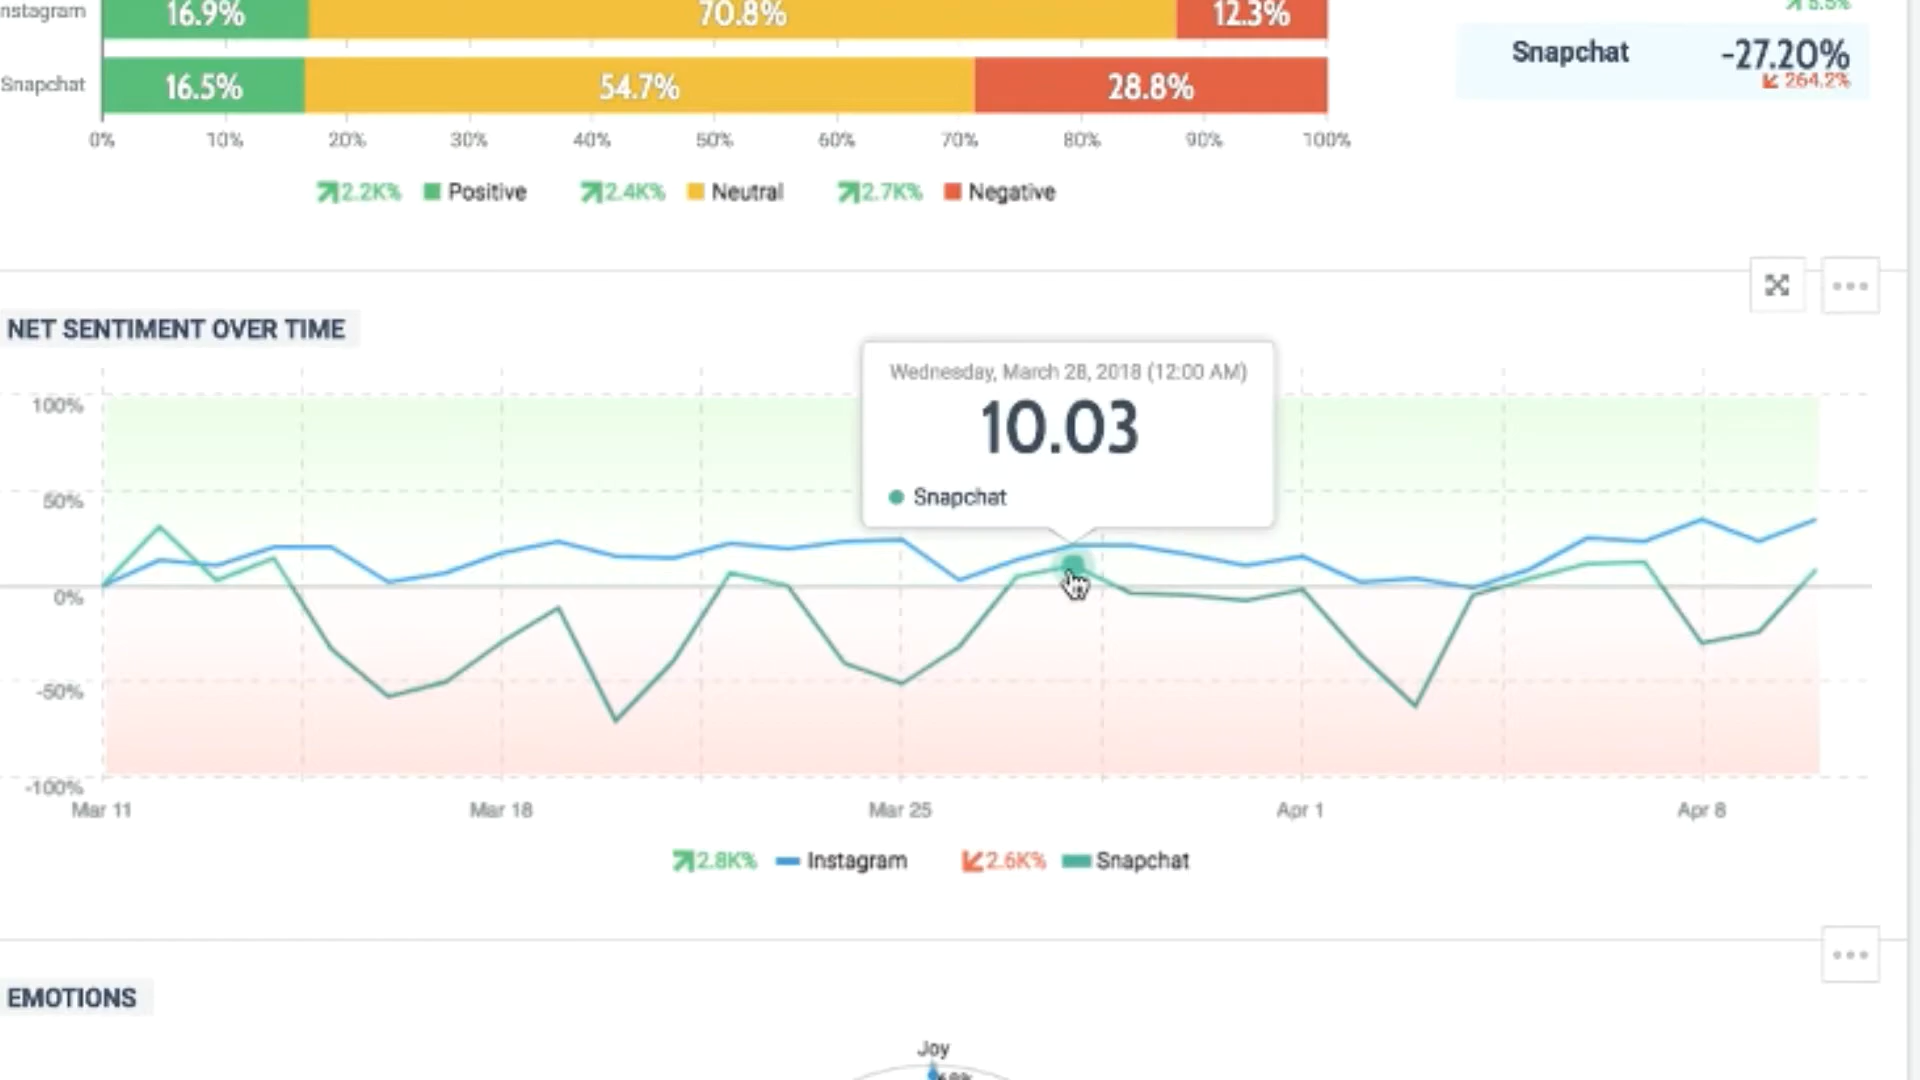 nstagram 16.9% 70.8% 12.3%
5.5%
Snapchat 16.5% 54.7% 28.8%
Snapchat -27.20%
264.2%
0% 10% 20% 30% 40% 50% 60% 70% 80% 90% 100%
2.2K% Positive 2.4K% Neutral 2.7K% Negative
NET SENTIMENT OVER TIME
Wednesday, March 28, 2018 (12:00 AM)
10.03
Snapchat
100%
50%
0%
-50%
-100%
Mar 11 Mar 18 Mar 25 Apr 1 Apr 8
2.8K% Instagram 2.6K% Snapchat
EMOTIONS
Joy